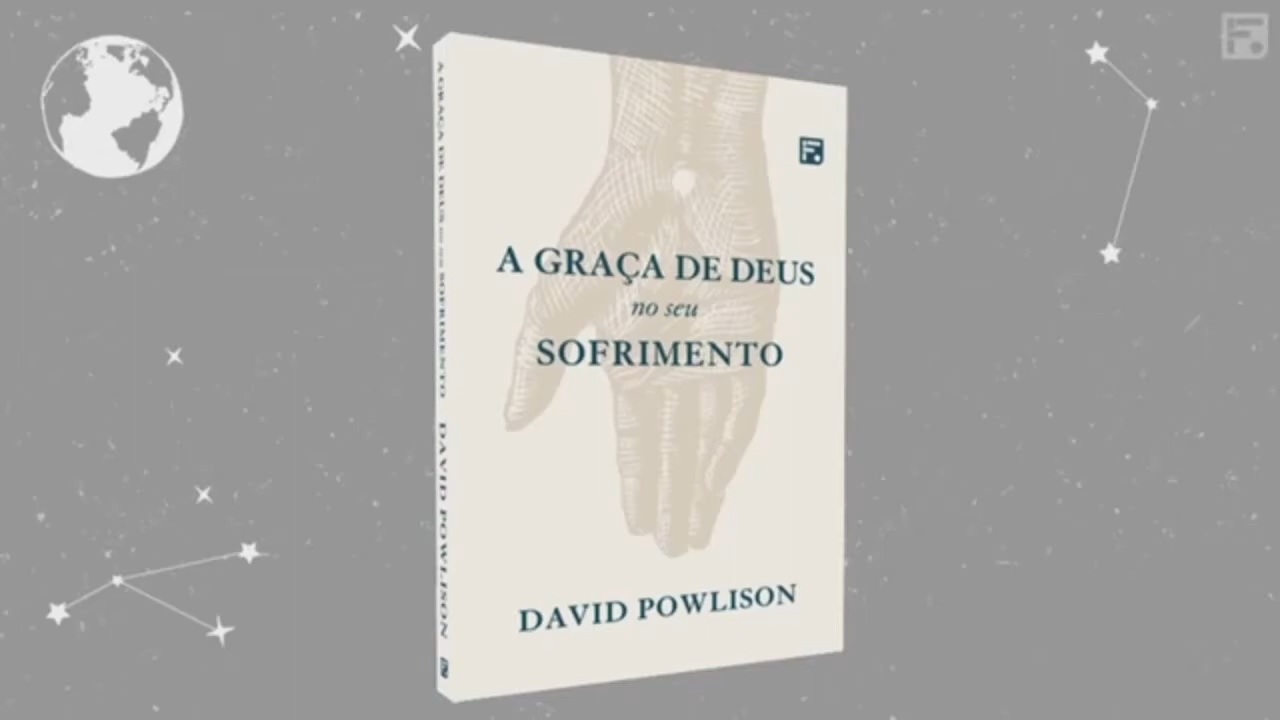 A GRAÇA DE DEUS
no seu
SOFRIMENTO
DAVID POWLISON
A GRAÇA DE DEUS no seu SOFRIMENTO DAVID POWLISON
F.
F.